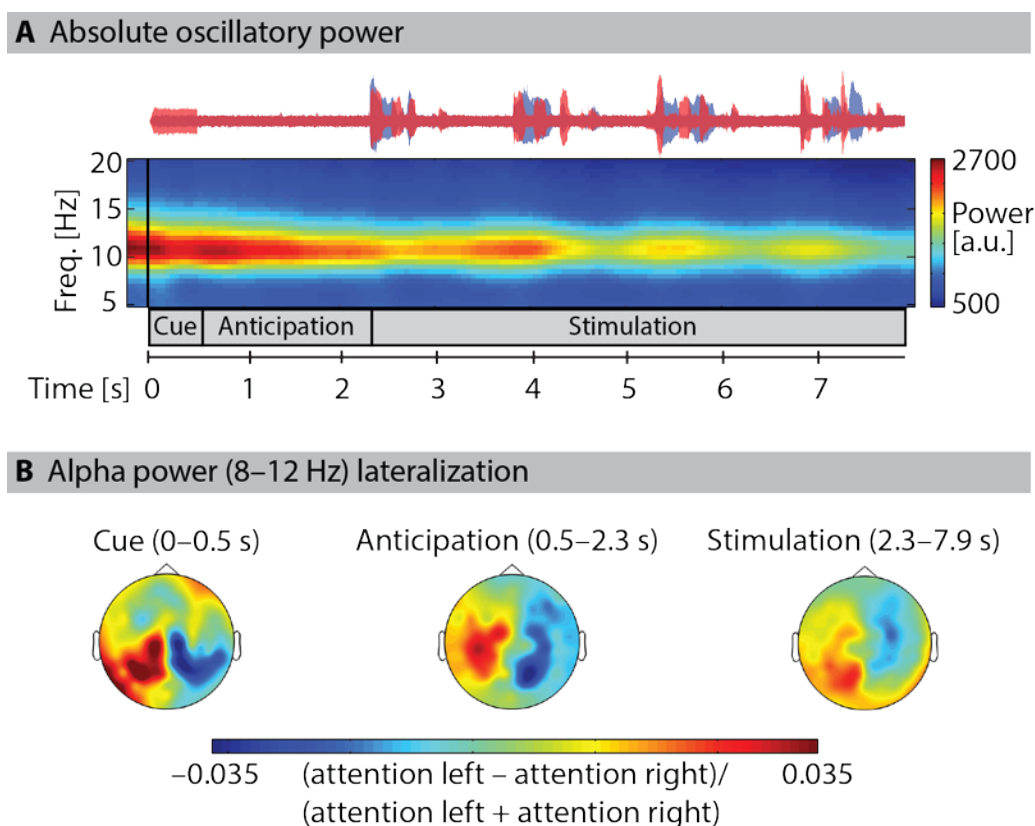 A Absolute oscillatory power
20
15
10
5
Freq. [Hz]
2700
Power
[a.u.]
500
Cue
Anticipation
Stimulation
Time [s] 0 1 2 3 4 5 6 7
B Alpha power (8–12 Hz) lateralization
Cue (0–0.5 s) Anticipation (0.5–2.3 s) Stimulation (2.3–7.9 s)
−0.035 (attention left – attention right)/ 0.035
(attention left + attention right)